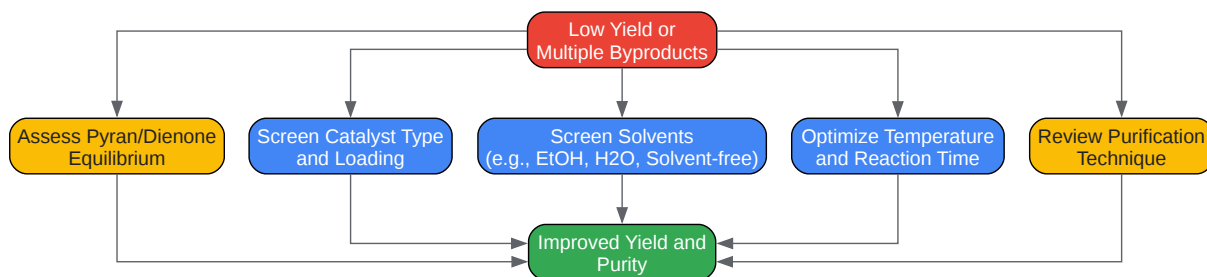 Low Yield or
Multiple Byproducts
Assess Pyran/Dienone
Equilibrium
Screen Catalyst Type
and Loading
Screen Solvents
(e.g., EtOH, H2O, Solvent-free)
Optimize Temperature
and Reaction Time
Review Purification
Technique
Improved Yield and
Purity